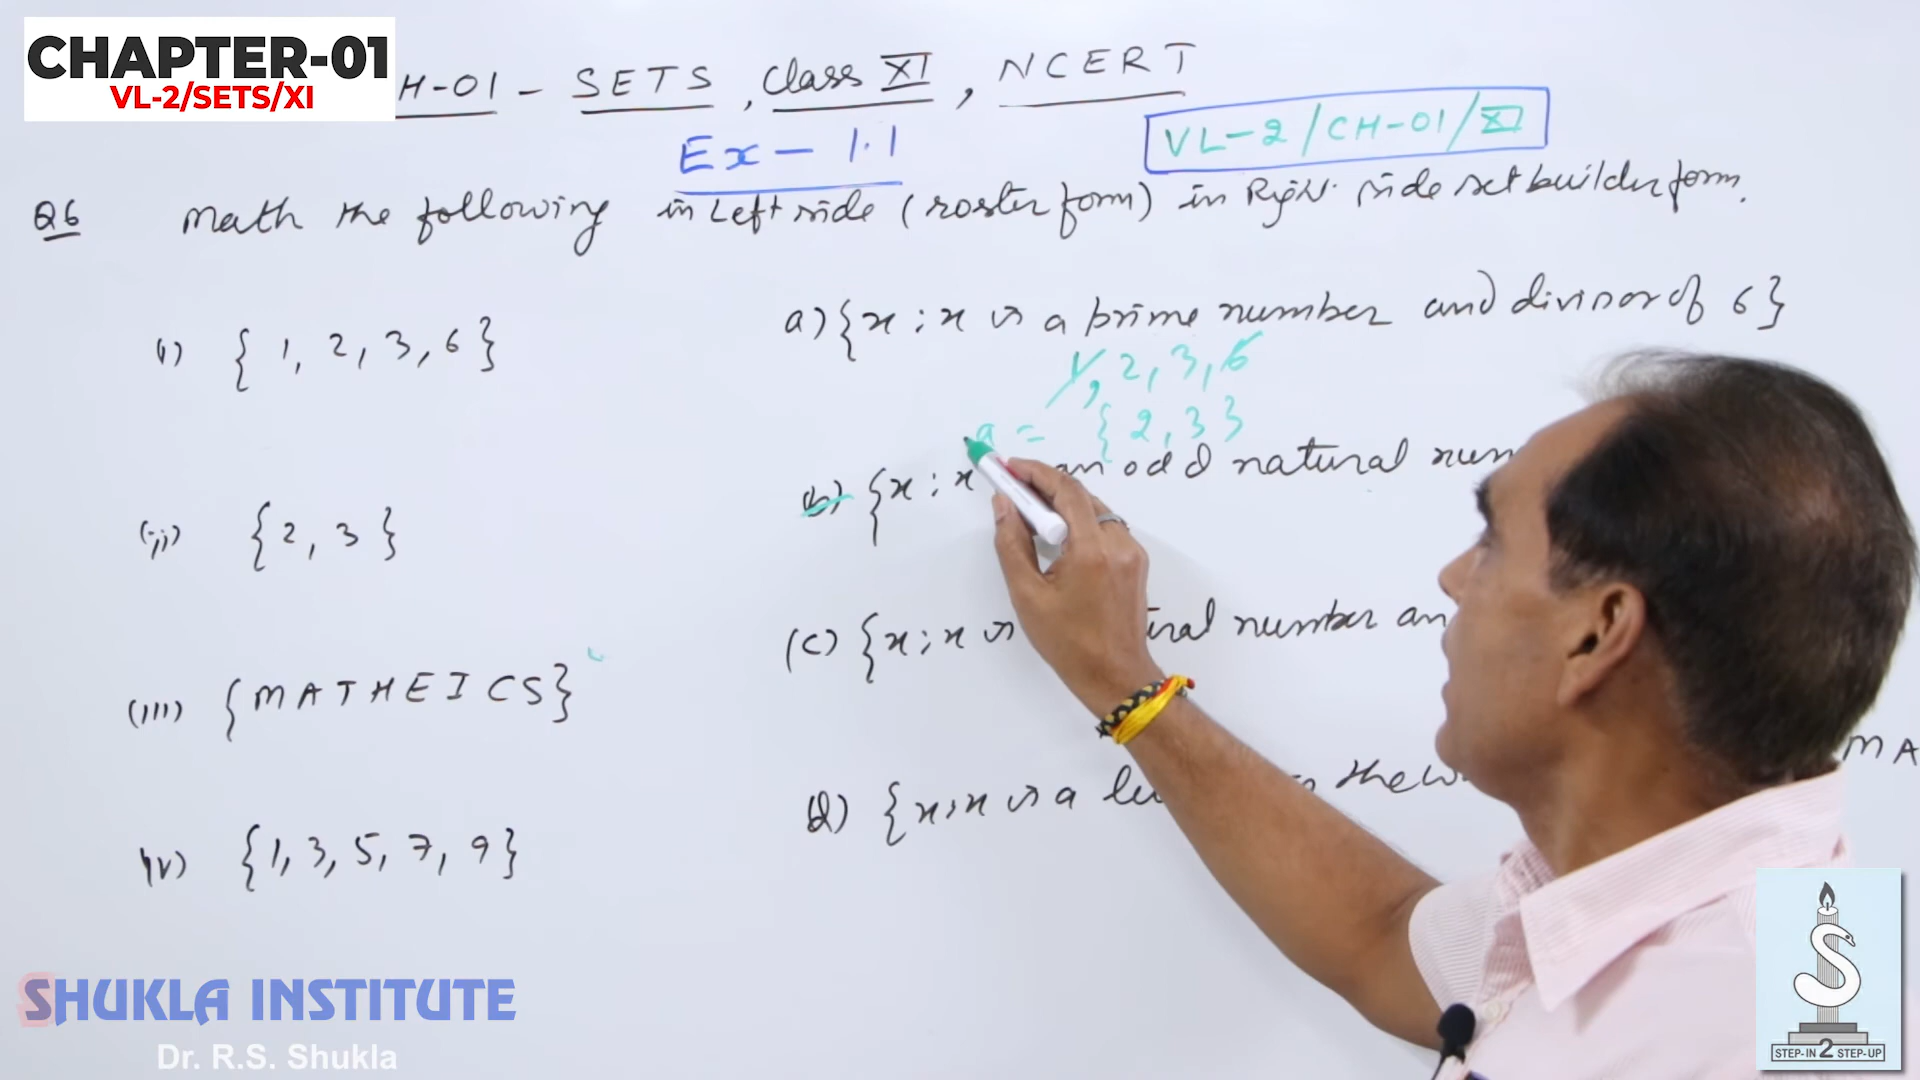 CHAPTER-01
VL-2/SETS/XI
H-01 - SETS, Class XI, NCERT
Ex - 1.1
VL-2/CH-01/XI
Q6 Math the following in Left side (roster form) in Right side set builder form.
(i) { 1, 2, 3, 6 }
a) {x : x is a prime number and divisor of 6}
1, 2, 3, 6
a = { 2, 3 }
(ii) { 2, 3 }
(b) {x : x an odd natural num
(iii) { M A T H E I C S }
(c) {x ; x is ural number an
(iv) { 1, 3, 5, 7, 9 }
(d) {x ; x is a le the w MA
SHUKLA INSTITUTE
Dr. R.S. Shukla
S
STEP-IN 2 STEP-UP